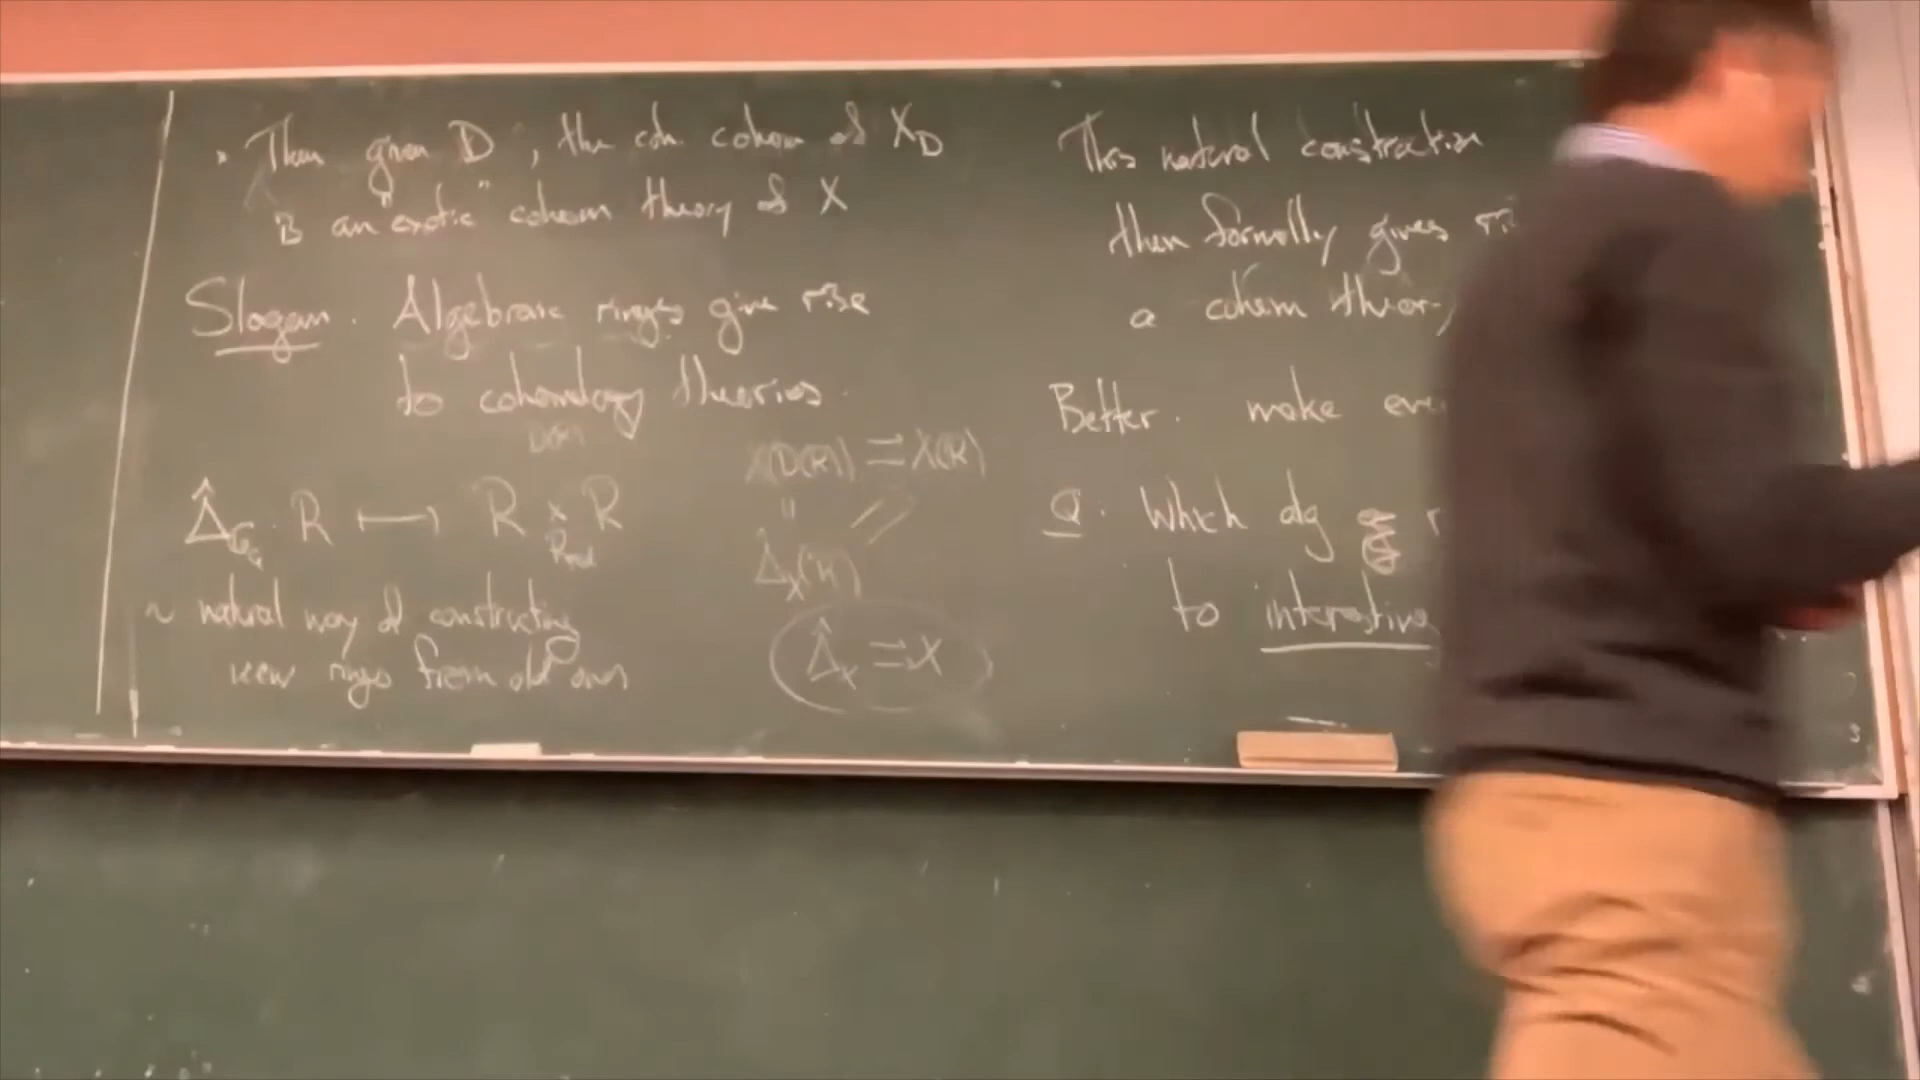 • Then given D, the coh. cohom of X_D
is an "exotic" cohom theory of X
Slogan. Algebraic rings give rise
to cohomology theories.
D(R)
Δ̂_{G_a}. R ⟼ R ×_{R_red} R
~ natural way of constructing
new rings from old ones
X(D(R)) ⇉ X(R)
Δ̂_X(R)
Δ̂_X ⇉ X
This natural construction
then formally gives
a cohom theory
Better. make
Q. Which alg
to interesting